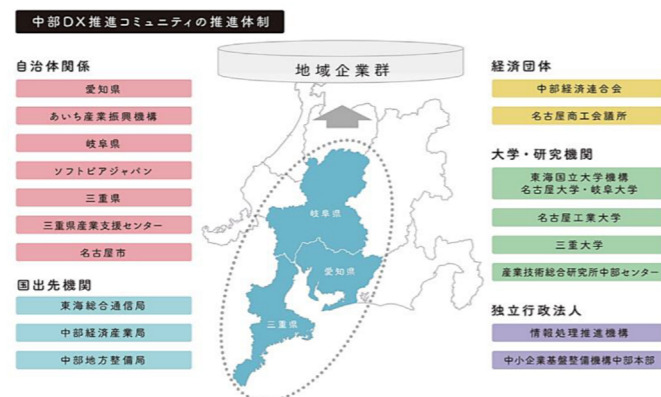 中部DX推進コミュニティの推進体制
自治体関係
愛知県
あいち産業振興機構
岐阜県
ソフトピアジャパン
三重県
三重県産業支援センター
名古屋市
国出先機関
東海総合通信局
中部経済産業局
中部地方整備局
地域企業群
岐阜県
愛知県
三重県
経済団体
中部経済連合会
名古屋商工会議所
大学・研究機関
東海国立大学機構
名古屋大学・岐阜大学
名古屋工業大学
三重大学
産業技術総合研究所中部センター
独立行政法人
情報処理推進機構
中小企業基盤整備機構中部本部